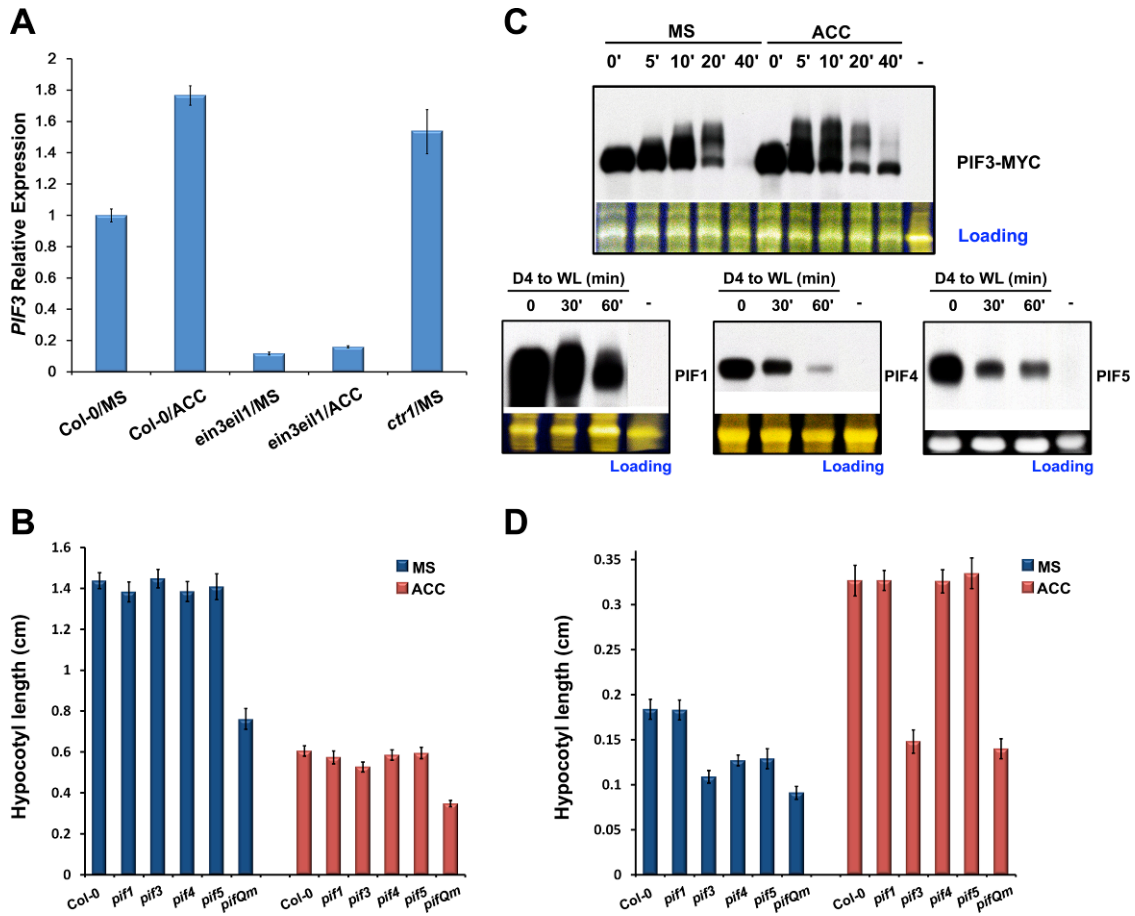 A
PIF3 Relative Expression
2
1.8
1.6
1.4
1.2
1
0.8
0.6
0.4
0.2
0
Col-0/MS
Col-0/ACC
ein3eil1/MS
ein3eil1/ACC
ctr1/MS
C
MS ACC
0' 5' 10' 20' 40' 0' 5' 10' 20' 40' -
PIF3-MYC
Loading
D4 to WL (min)
0 30' 60' -
PIF1
Loading
D4 to WL (min)
0 30' 60' -
PIF4
Loading
D4 to WL (min)
0 30' 60' -
PIF5
Loading
B
Hypocotyl length (cm)
1.6
1.4
1.2
1
0.8
0.6
0.4
0.2
0
MS
ACC
Col-0 pif1 pif3 pif4 pif5 pifQm Col-0 pif1 pif3 pif4 pif5 pifQm
D
Hypocotyl length (cm)
0.35
0.3
0.25
0.2
0.15
0.1
0.05
0
MS
ACC
Col-0 pif1 pif3 pif4 pif5 pifQm Col-0 pif1 pif3 pif4 pif5 pifQm